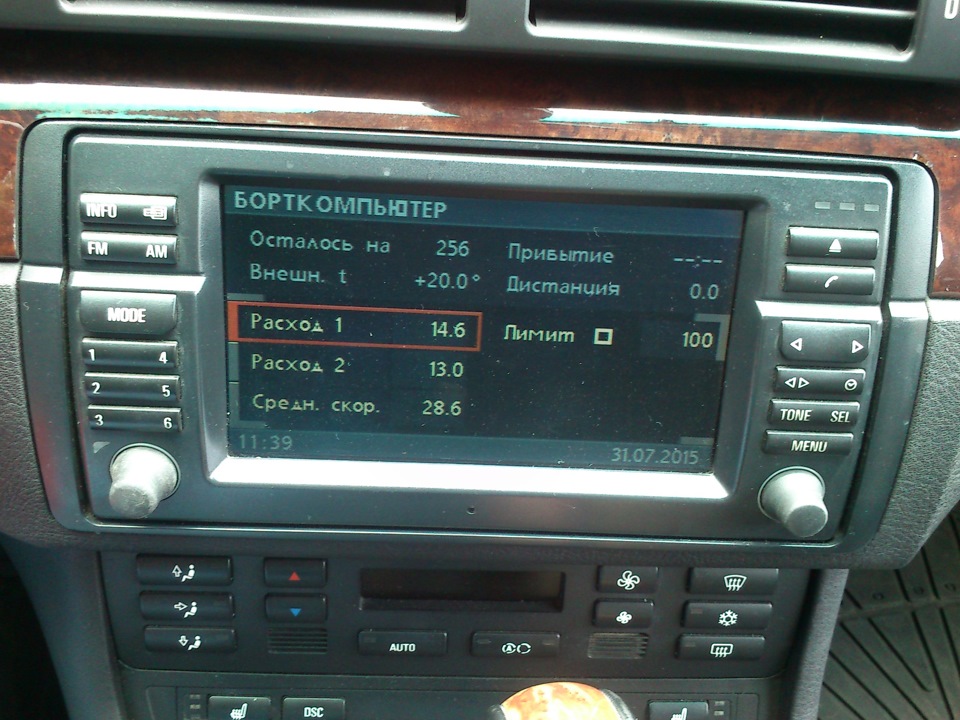 БОРТКОМПЬЮТЕР
Осталось на 256
Прибытие --:--
Внешн. t +20.0°
Дистанция 0.0
Расход 1 14.6
Лимит 100
Расход 2 13.0
Средн. скор. 28.6
11:39
31.07.2015
INFO
FM AM
MODE
1 4
2 5
3 6
TONE SEL
MENU
AUTO
DSC